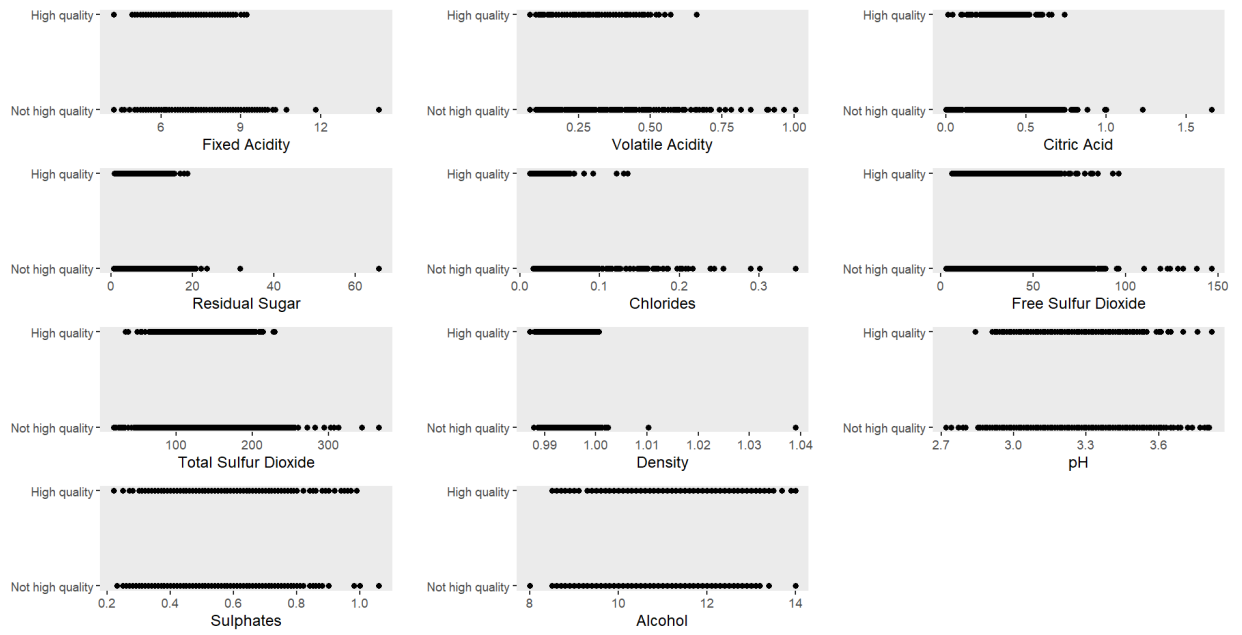 High quality
Not high quality
6 9 12
Fixed Acidity
High quality
Not high quality
0.25 0.50 0.75 1.00
Volatile Acidity
High quality
Not high quality
0.0 0.5 1.0 1.5
Citric Acid
High quality
Not high quality
0 20 40 60
Residual Sugar
High quality
Not high quality
0.0 0.1 0.2 0.3
Chlorides
High quality
Not high quality
0 50 100 150
Free Sulfur Dioxide
High quality
Not high quality
100 200 300
Total Sulfur Dioxide
High quality
Not high quality
0.99 1.00 1.01 1.02 1.03 1.04
Density
High quality
Not high quality
2.7 3.0 3.3 3.6
pH
High quality
Not high quality
0.2 0.4 0.6 0.8 1.0
Sulphates
High quality
Not high quality
8 10 12 14
Alcohol